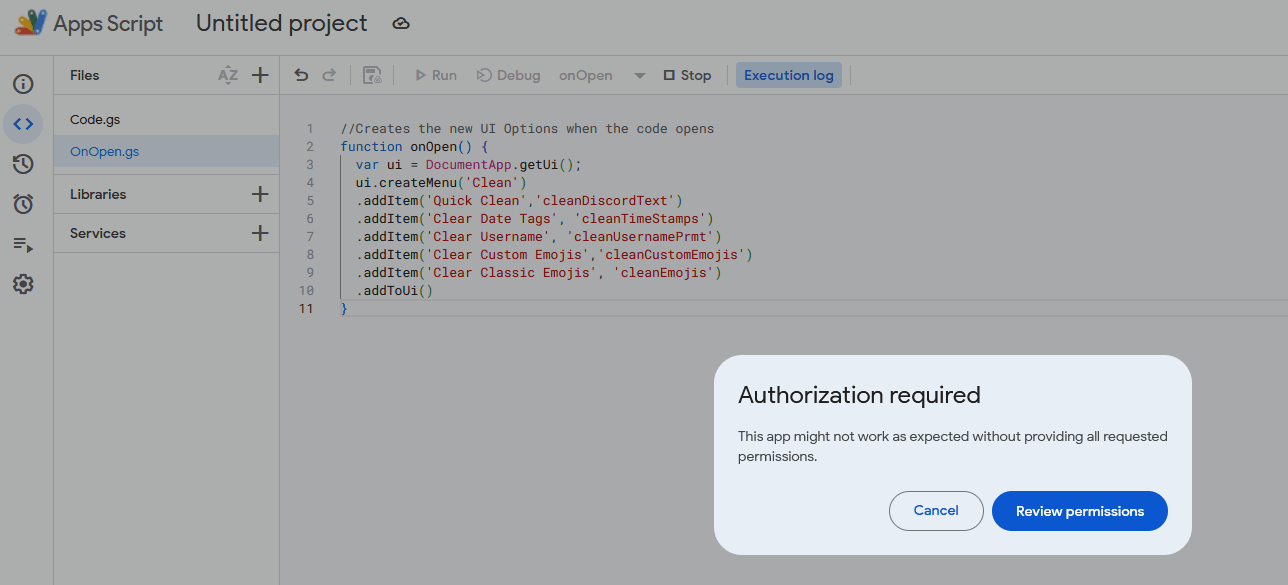 Apps Script Untitled project
Files AZ Run Debug onOpen Stop Execution log
Code.gs
OnOpen.gs
Libraries
Services
1 //Creates the new UI Options when the code opens
2 function onOpen() {
3 var ui = DocumentApp.getUi();
4 ui.createMenu('Clean')
5 .addItem('Quick Clean','cleanDiscordText')
6 .addItem('Clear Date Tags', 'cleanTimeStamps')
7 .addItem('Clear Username', 'cleanUsernamePrmt')
8 .addItem('Clear Custom Emojis','cleanCustomEmojis')
9 .addItem('Clear Classic Emojis', 'cleanEmojis')
10 .addToUi()
11 }
Authorization required
This app might not work as expected without providing all requested
permissions.
Cancel Review permissions